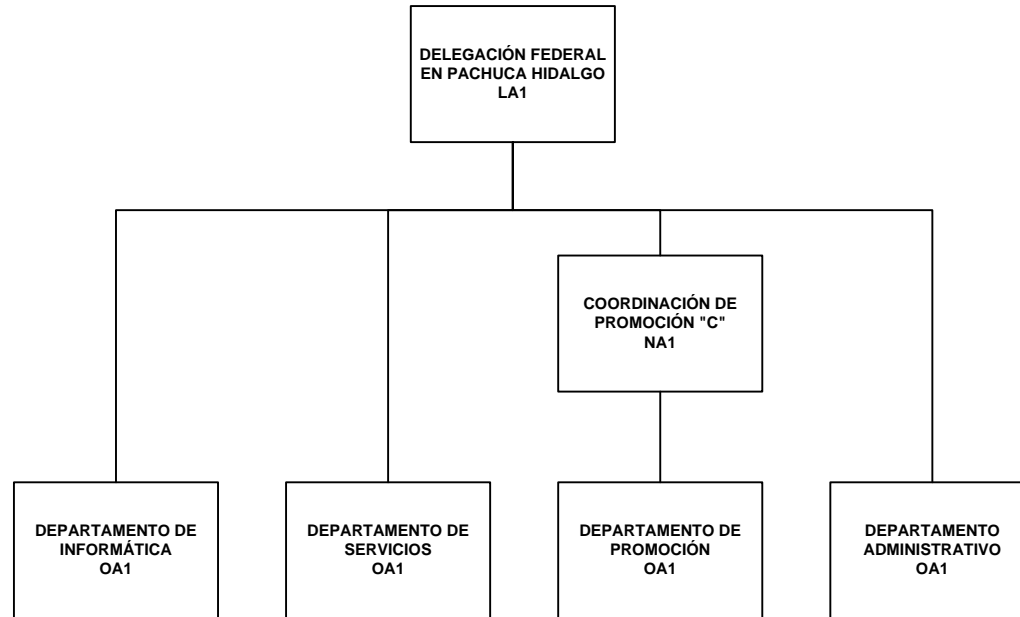 DELEGACIÓN FEDERAL
EN PACHUCA HIDALGO
LA1
COORDINACIÓN DE
PROMOCIÓN "C"
NA1
DEPARTAMENTO DE
INFORMÁTICA
OA1
DEPARTAMENTO DE
SERVICIOS
OA1
DEPARTAMENTO DE
PROMOCIÓN
OA1
DEPARTAMENTO
ADMINISTRATIVO
OA1